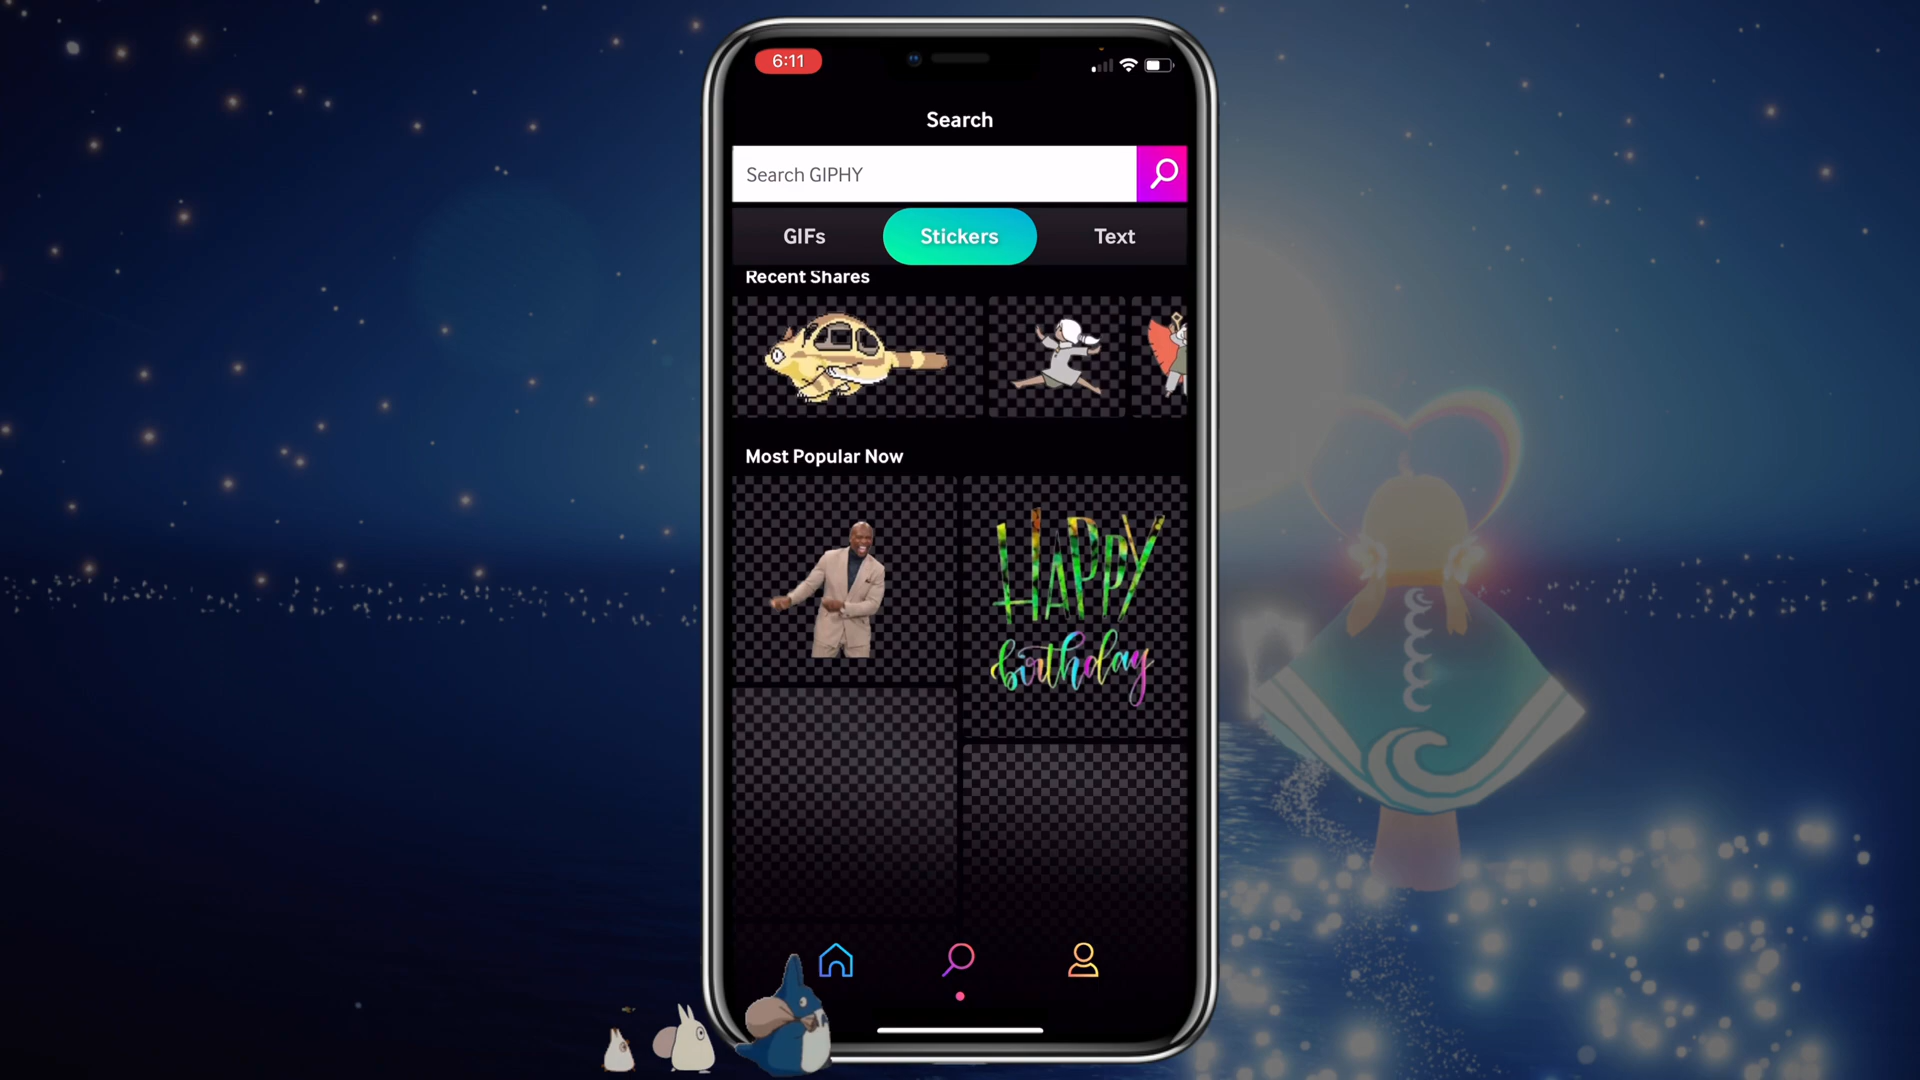 6:11
Search
Search GIPHY
GIFs
Stickers
Text
Recent Shares
Most Popular Now
HAPPY
birthday